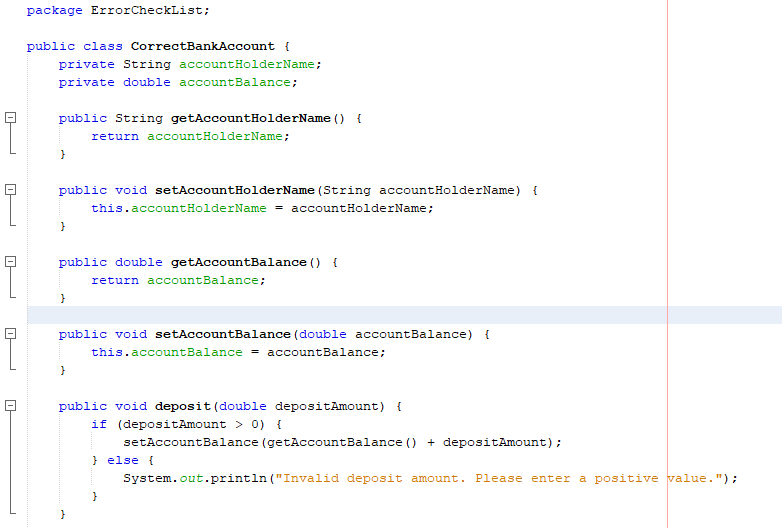 package ErrorCheckList;
public class CorrectBankAccount {
private String accountHolderName;
private double accountBalance;
public String getAccountHolderName() {
return accountHolderName;
}
public void setAccountHolderName(String accountHolderName) {
this.accountHolderName = accountHolderName;
}
public double getAccountBalance() {
return accountBalance;
}
public void setAccountBalance(double accountBalance) {
this.accountBalance = accountBalance;
}
public void deposit(double depositAmount) {
if (depositAmount > 0) {
setAccountBalance(getAccountBalance() + depositAmount);
} else {
System.out.println("Invalid deposit amount. Please enter a positive value.");
}
}